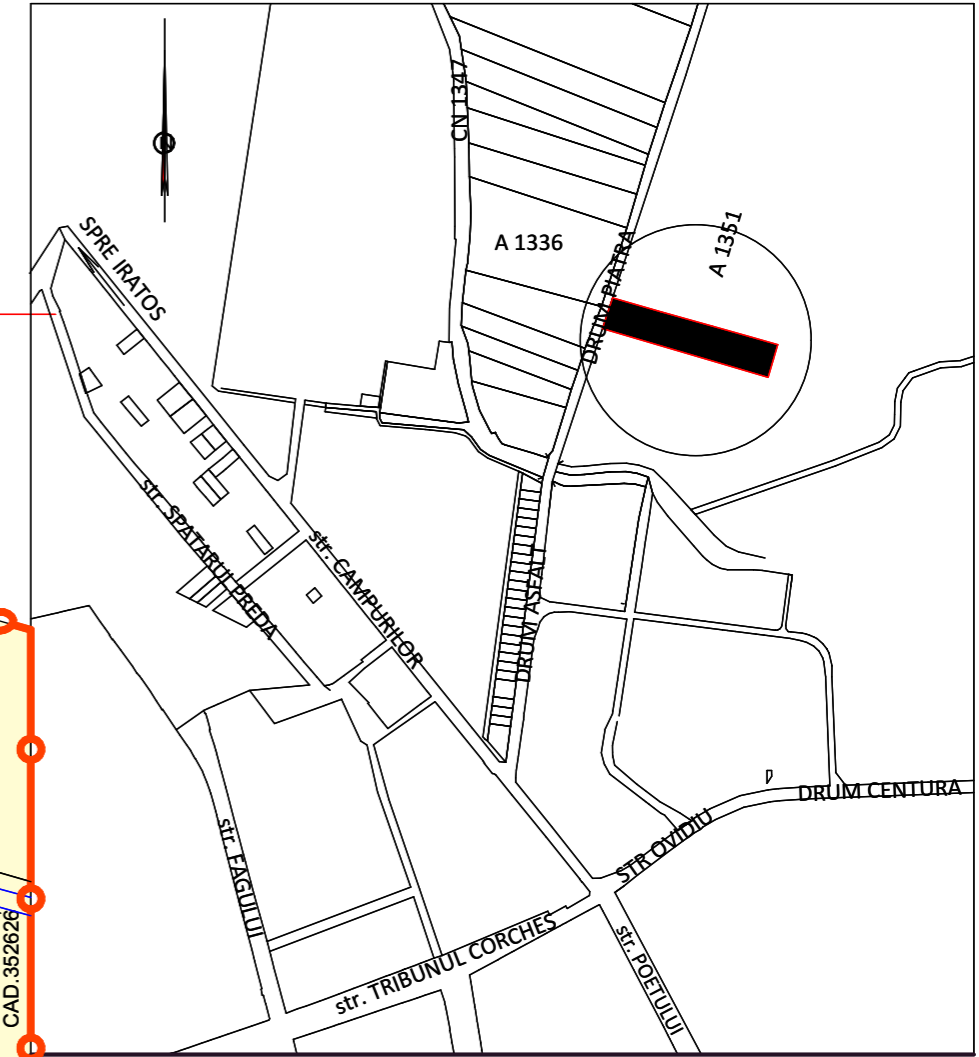 CN 1347
SPRE IRATOS
A 1336
A 1351
DRUM PIATRA
str. SPATARUL PREDA
str. CAMPURILOR
DRUM ASFALT
DRUM CENTURA
STR OVIDIU
str. FAGULUI
str. TRIBUNUL CORCHES
str. POETULUI
CAD.352626